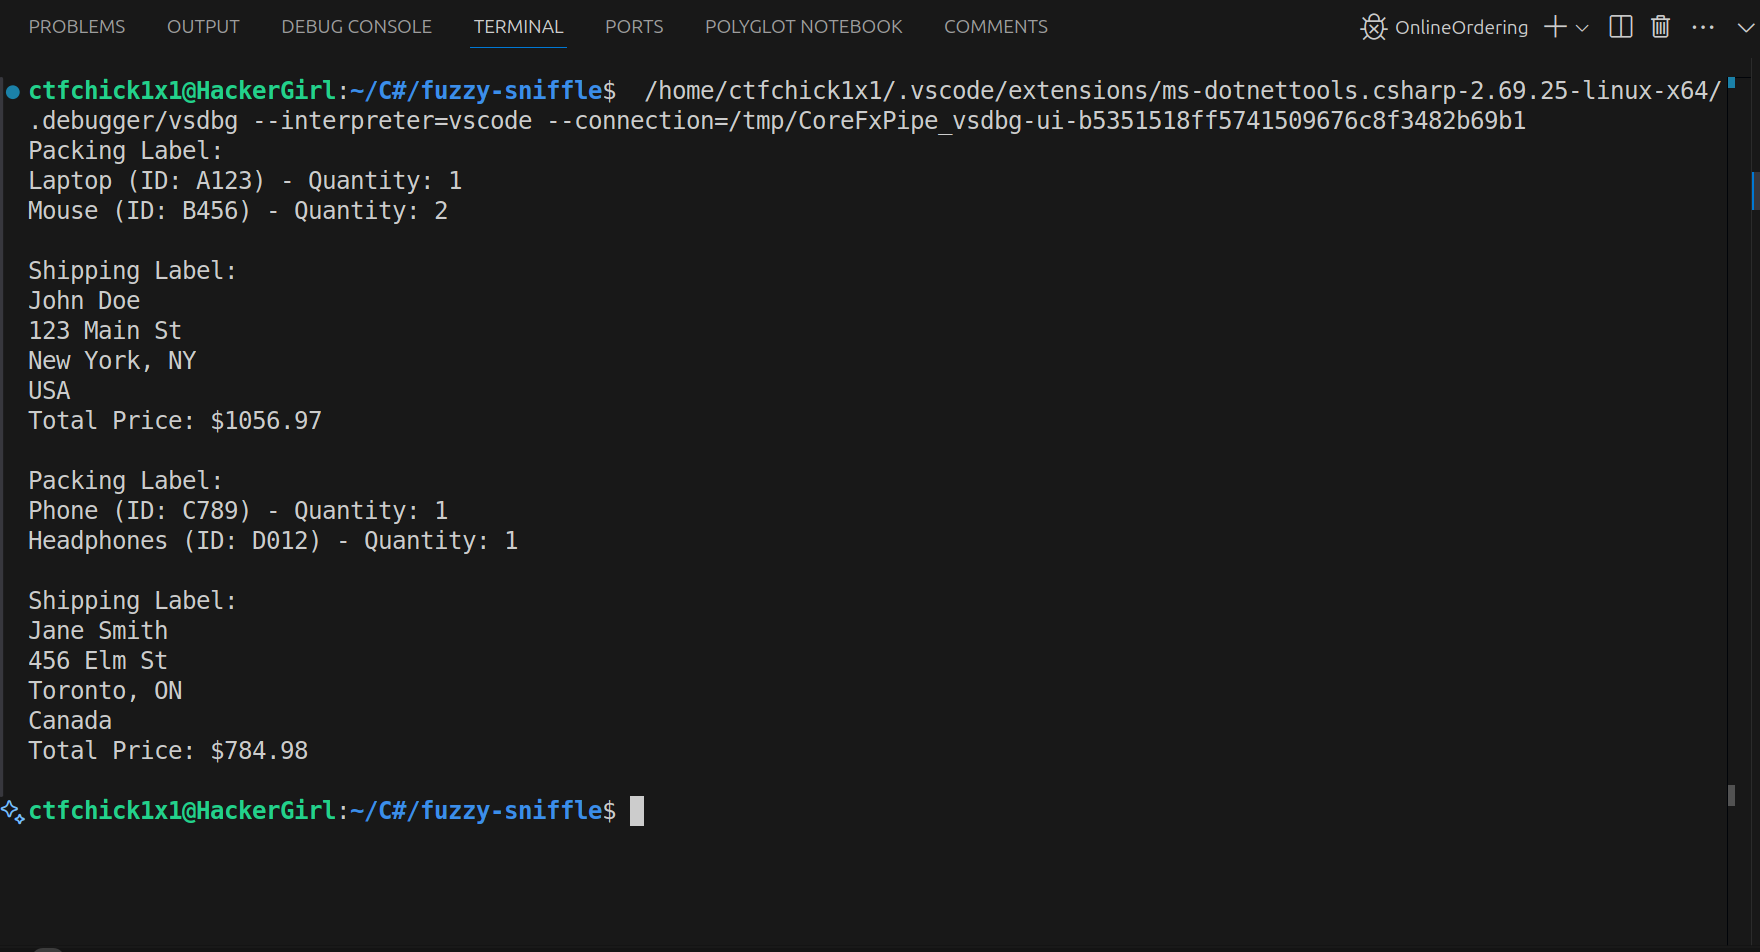 PROBLEMS OUTPUT DEBUG CONSOLE TERMINAL PORTS POLYGLOT NOTEBOOK COMMENTS OnlineOrdering
ctfchick1x1@HackerGirl:~/C#/fuzzy-sniffle$  /home/ctfchick1x1/.vscode/extensions/ms-dotnettools.csharp-2.69.25-linux-x64/
.debugger/vsdbg --interpreter=vscode --connection=/tmp/CoreFxPipe_vsdbg-ui-b5351518ff5741509676c8f3482b69b1
Packing Label:
Laptop (ID: A123) - Quantity: 1
Mouse (ID: B456) - Quantity: 2
Shipping Label:
John Doe
123 Main St
New York, NY
USA
Total Price: $1056.97
Packing Label:
Phone (ID: C789) - Quantity: 1
Headphones (ID: D012) - Quantity: 1
Shipping Label:
Jane Smith
456 Elm St
Toronto, ON
Canada
Total Price: $784.98
ctfchick1x1@HackerGirl:~/C#/fuzzy-sniffle$